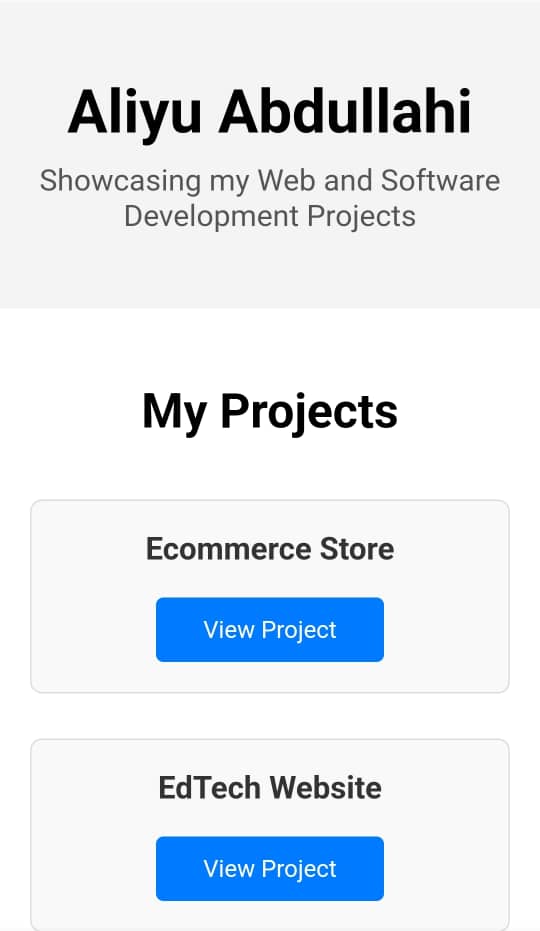 Aliyu Abdullahi
Showcasing my Web and Software
Development Projects
My Projects
Ecommerce Store
View Project
EdTech Website
View Project